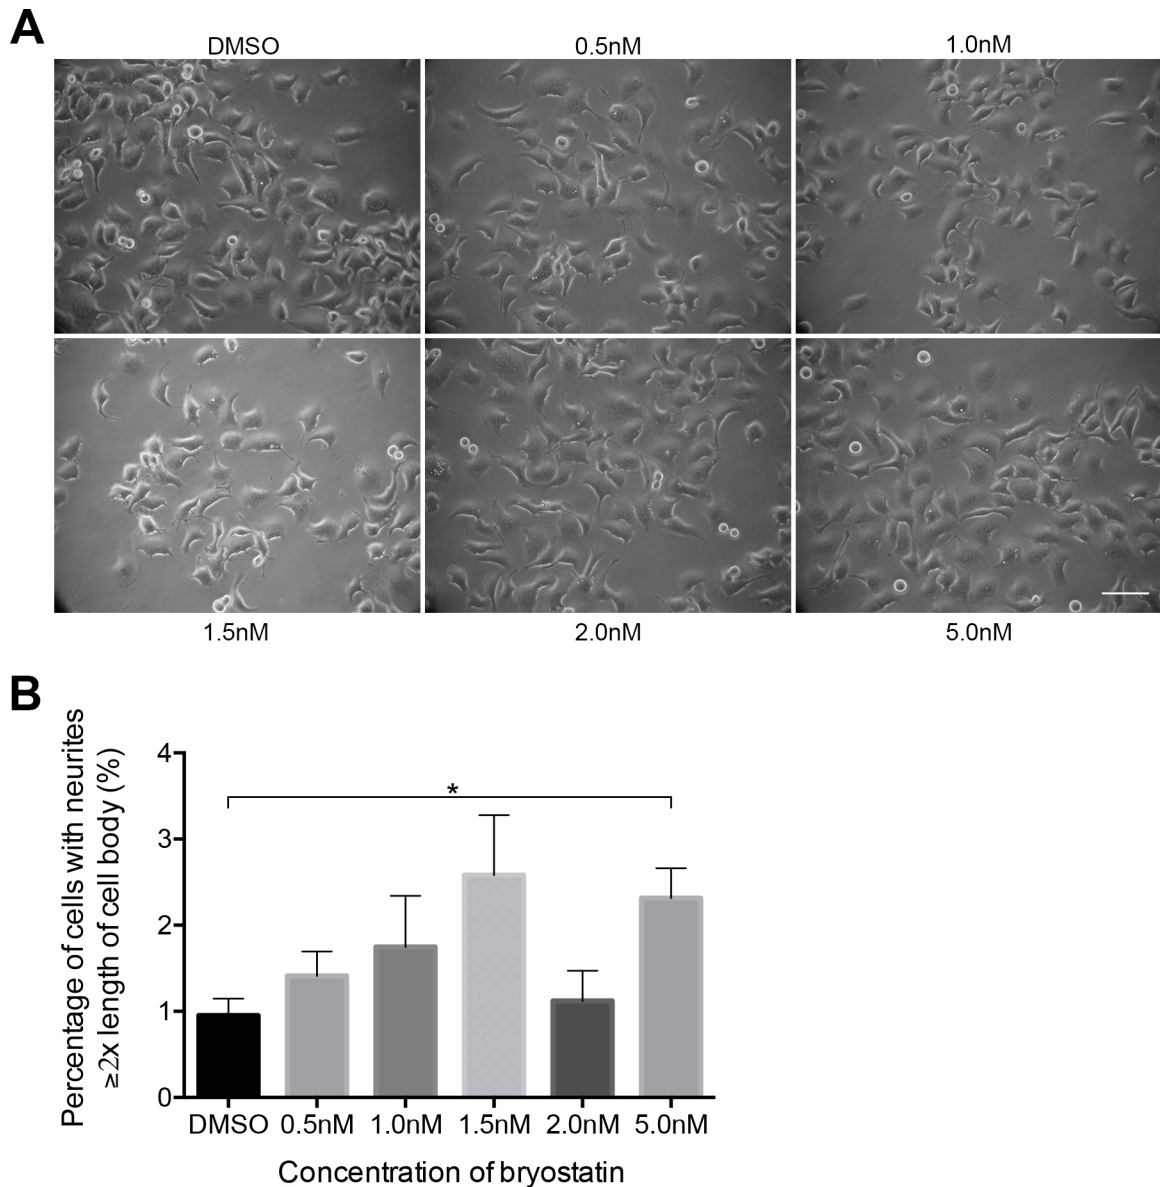 A
DMSO 0.5nM 1.0nM
1.5nM 2.0nM 5.0nM
B
Percentage of cells with neurites
≥2x length of cell body (%)
4
3
2
1
0
*
DMSO 0.5nM 1.0nM 1.5nM 2.0nM 5.0nM
Concentration of bryostatin